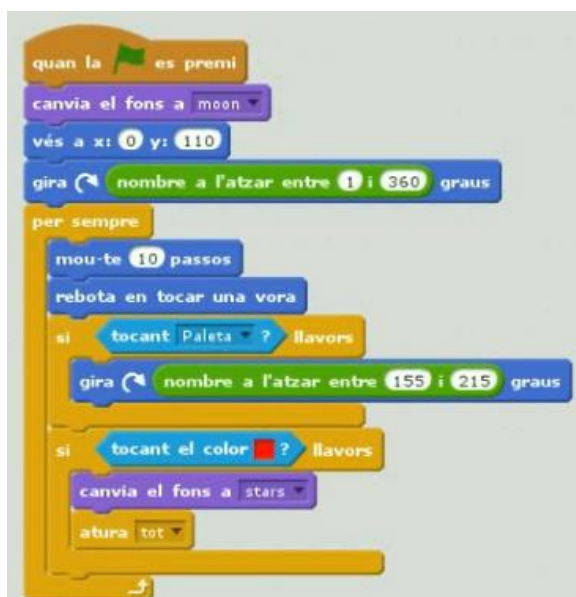 quan la es premi
canvia el fons a moon
vés a x: 0 y: 110
gira nombre a l'atzar entre 1 i 360 graus
per sempre
mou-te 10 passos
rebota en tocar una vora
si tocant Paleta ? llavors
gira nombre a l'atzar entre 155 i 215 graus
si tocant el color ? llavors
canvia el fons a stars
atura tot